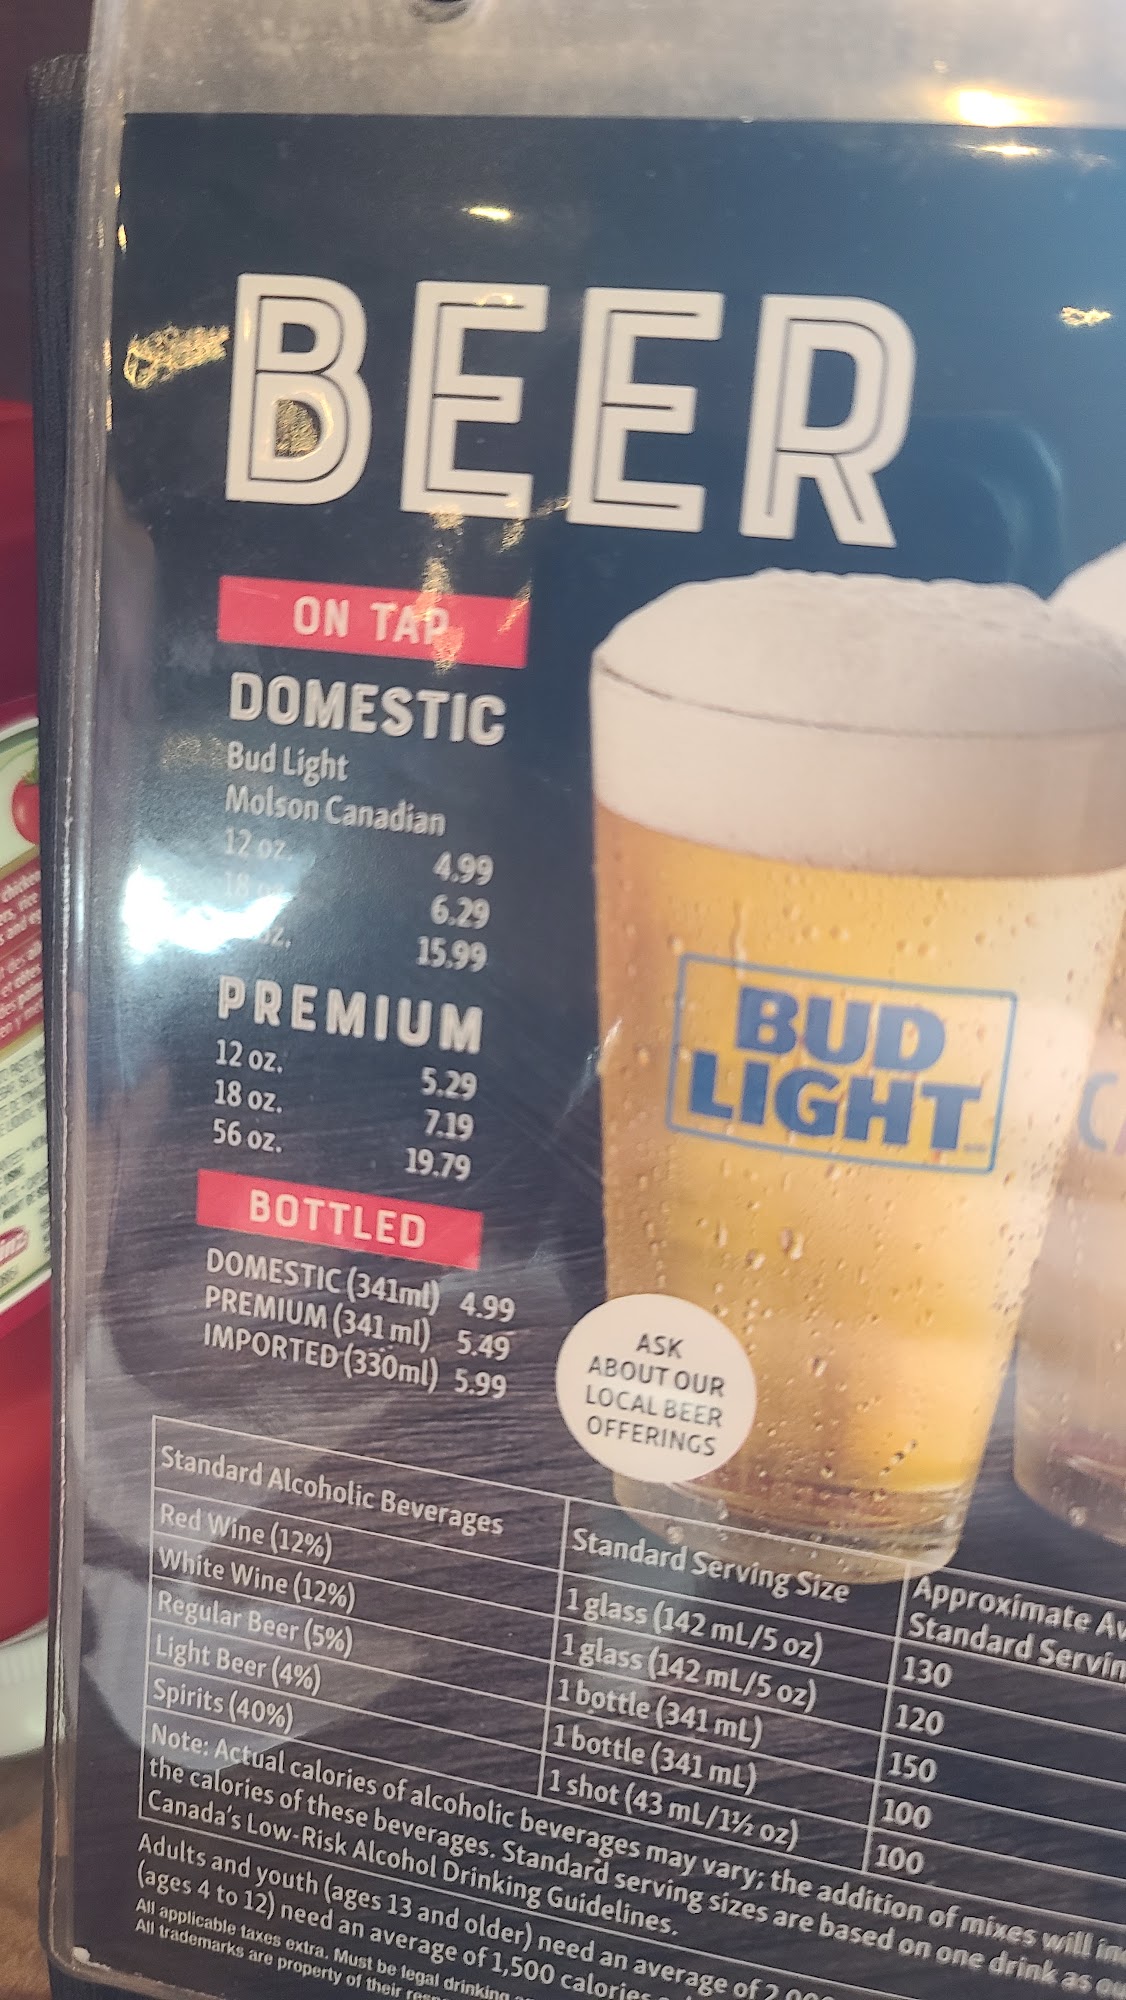 BEER
ON TAP
DOMESTIC
Bud Light
Molson Canadian
12 oz. 4.99
18 oz. 6.29
oz. 15.99
PREMIUM
12 oz. 5.29
18 oz. 7.19
56 oz. 19.79
BOTTLED
DOMESTIC (341ml) 4.99
PREMIUM (341 ml) 5.49
IMPORTED (330ml) 5.99
BUD
LIGHT
ASK
ABOUT OUR
LOCAL BEER
OFFERINGS
Standard Alcoholic Beverages Standard Serving Size Approximate Av
Standard Servin
Red Wine (12%) 1 glass (142 mL/5 oz) 130
White Wine (12%) 1 glass (142 mL/5 oz) 120
Regular Beer (5%) 1 bottle (341 mL) 150
Light Beer (4%) 1 bottle (341 mL) 100
Spirits (40%) 1 shot (43 mL/1½ oz) 100
Note: Actual calories of alcoholic beverages may vary; the addition of mixes will in
the calories of these beverages. Standard serving sizes are based on one drink as ou
Canada's Low-Risk Alcohol Drinking Guidelines.
Adults and youth (ages 13 and older) need an average of
(ages 4 to 12) need an average of 1,500 calories
All applicable taxes extra. Must be legal drinking
All trademarks are property of their